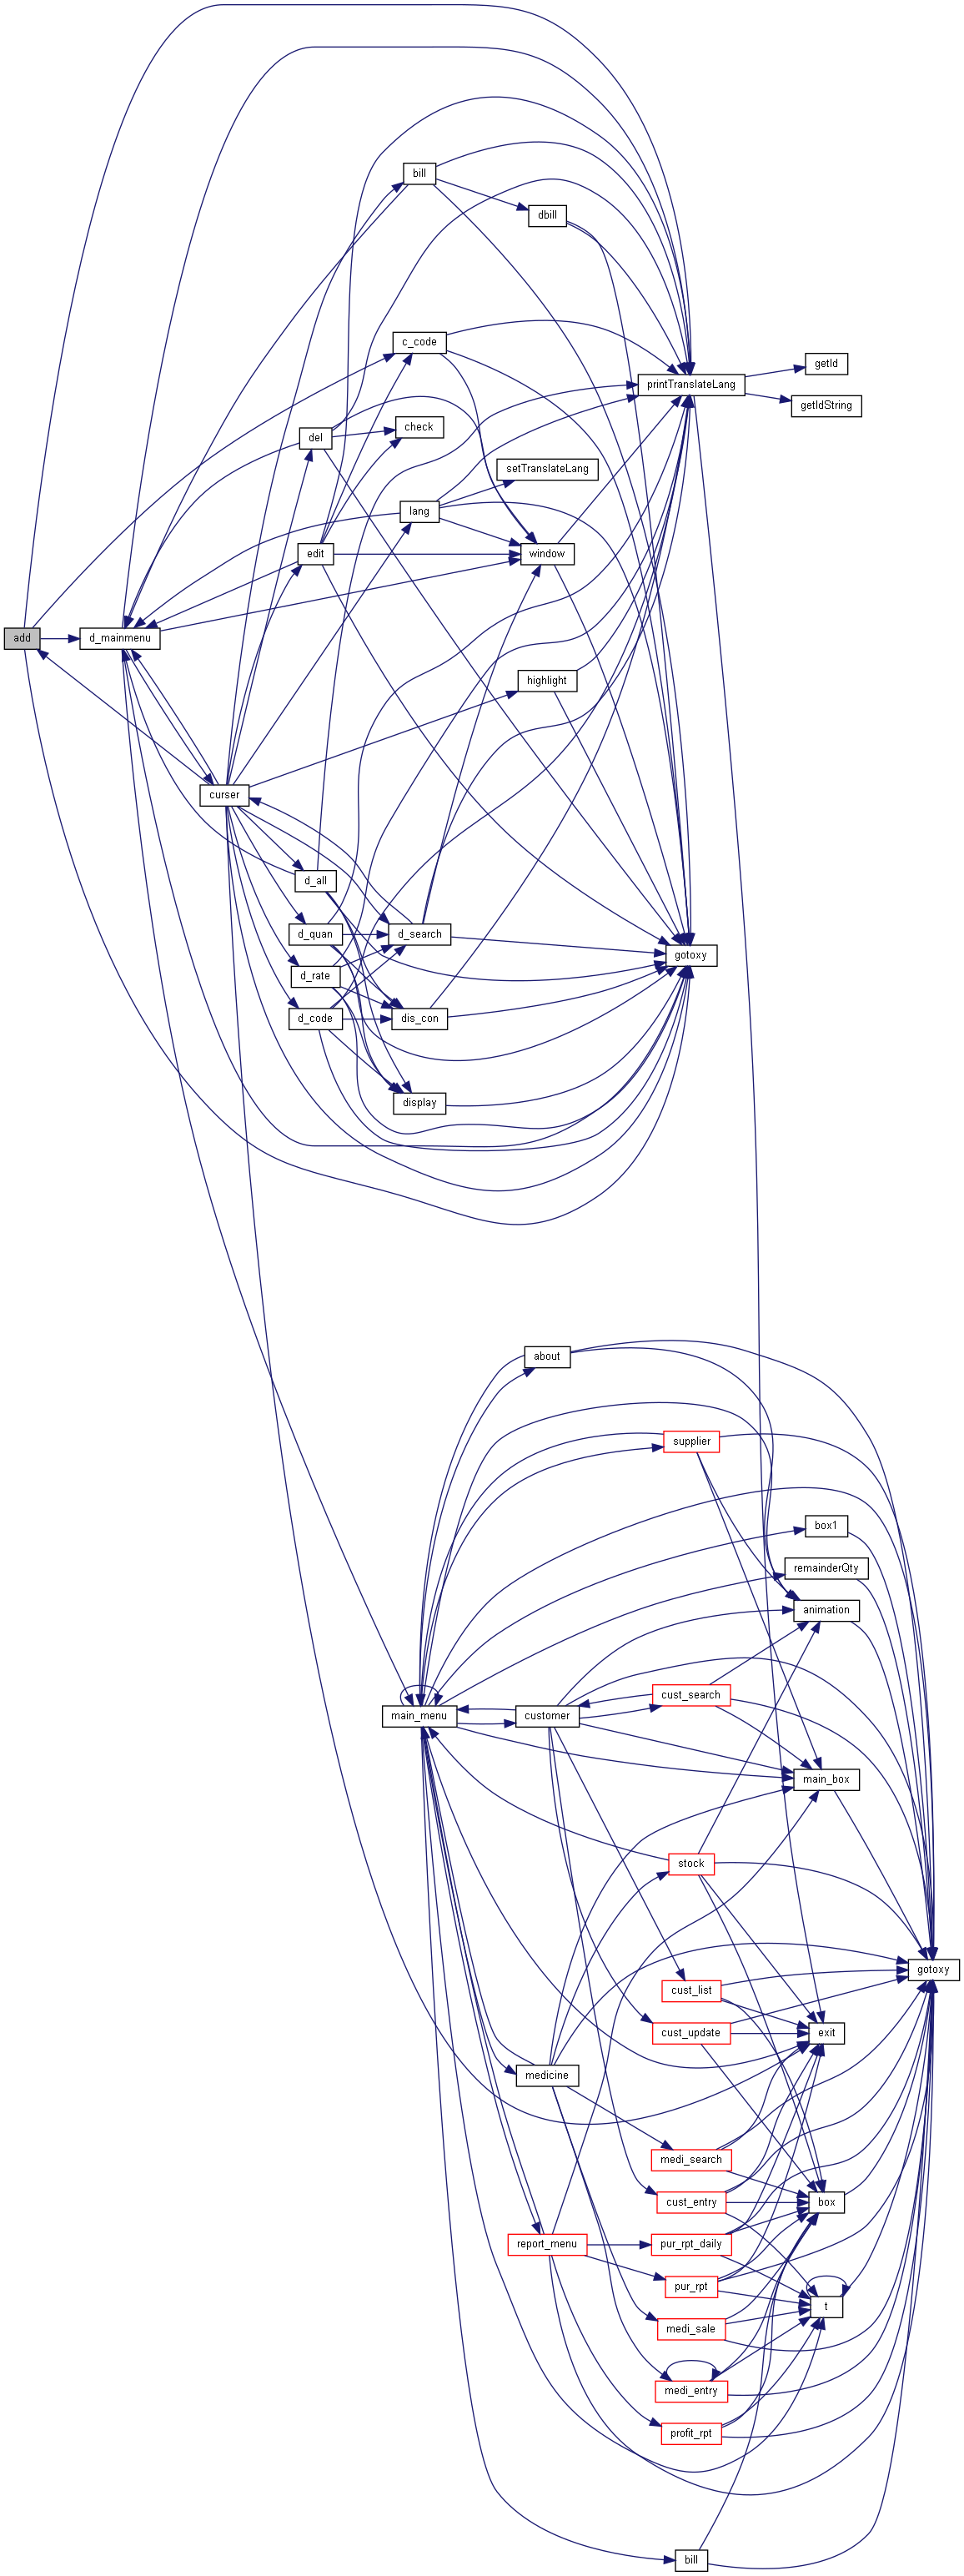 bill
dbill
c_code
getId
printTranslateLang
getIdString
check
del
setTranslateLang
lang
edit
window
add
d_mainmenu
highlight
curser
d_all
d_quan
d_search
gotoxy
d_rate
d_code
dis_con
display
about
supplier
box1
remainderQty
animation
cust_search
main_menu
customer
main_box
stock
gotoxy
cust_list
cust_update
exit
medicine
medi_search
cust_entry
box
report_menu
pur_rpt_daily
pur_rpt
t
medi_sale
medi_entry
profit_rpt
bill